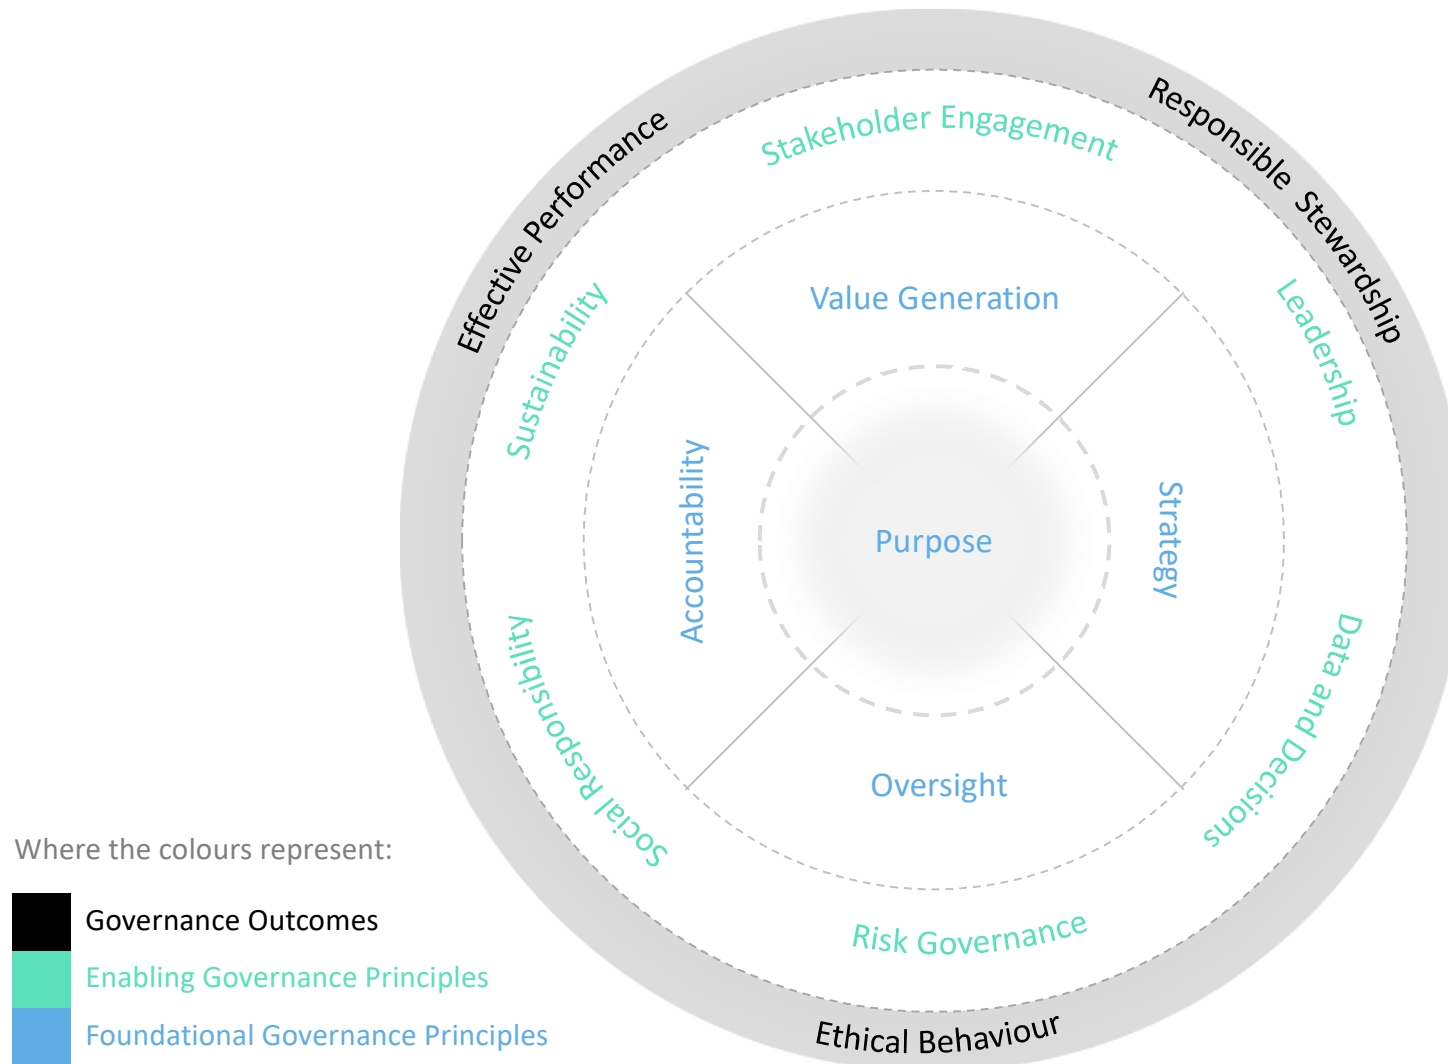 Effective Performance
Responsible Stewardship
Stakeholder Engagement
Sustainability
Leadership
Value Generation
Accountability
Purpose
Strategy
Social Responsibility
Data and Decisions
Oversight
Risk Governance
Ethical Behaviour
Where the colours represent:
Governance Outcomes
Enabling Governance Principles
Foundational Governance Principles